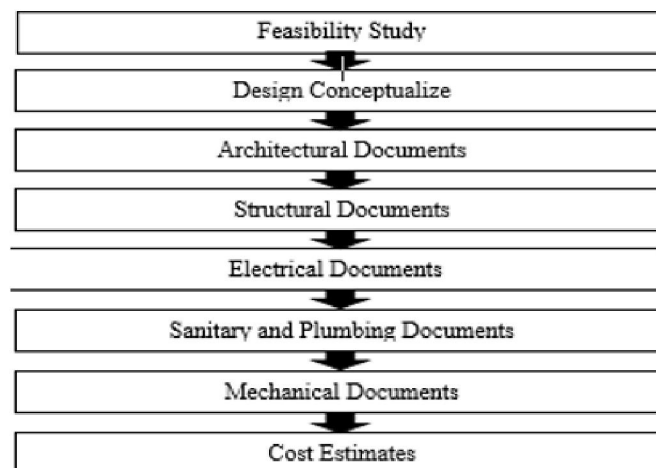 Feasibility Study
Design Conceptualize
Architectural Documents
Structural Documents
Electrical Documents
Sanitary and Plumbing Documents
Mechanical Documents
Cost Estimates